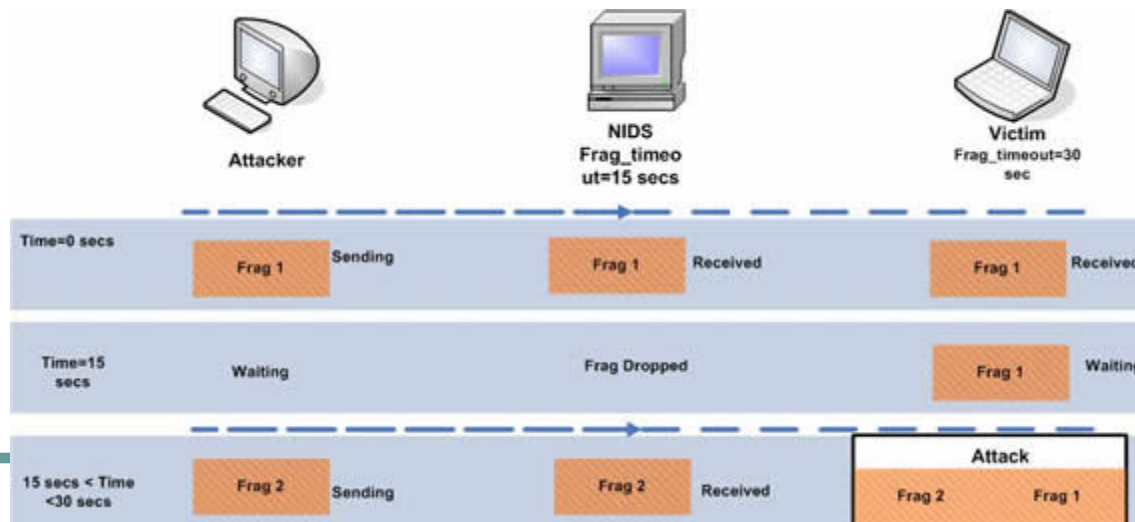 Attacker
NIDS
Frag_timeo
ut=15 secs
Victim
Frag_timeout=30
sec
Time=0 secs
Frag 1
Sending
Frag 1
Received
Frag 1
Received
Time=15
secs
Waiting
Frag Dropped
Frag 1
Waiting
15 secs < Time
<30 secs
Frag 2
Sending
Frag 2
Received
Attack
Frag 2
Frag 1